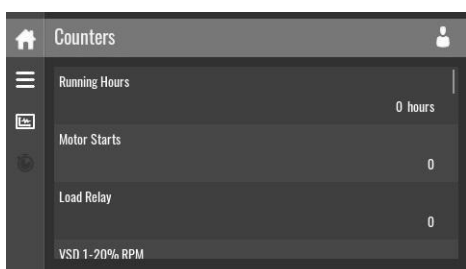 Counters
Running Hours
0 hours
Motor Starts
0
Load Relay
0
VSD 1-20% RPM